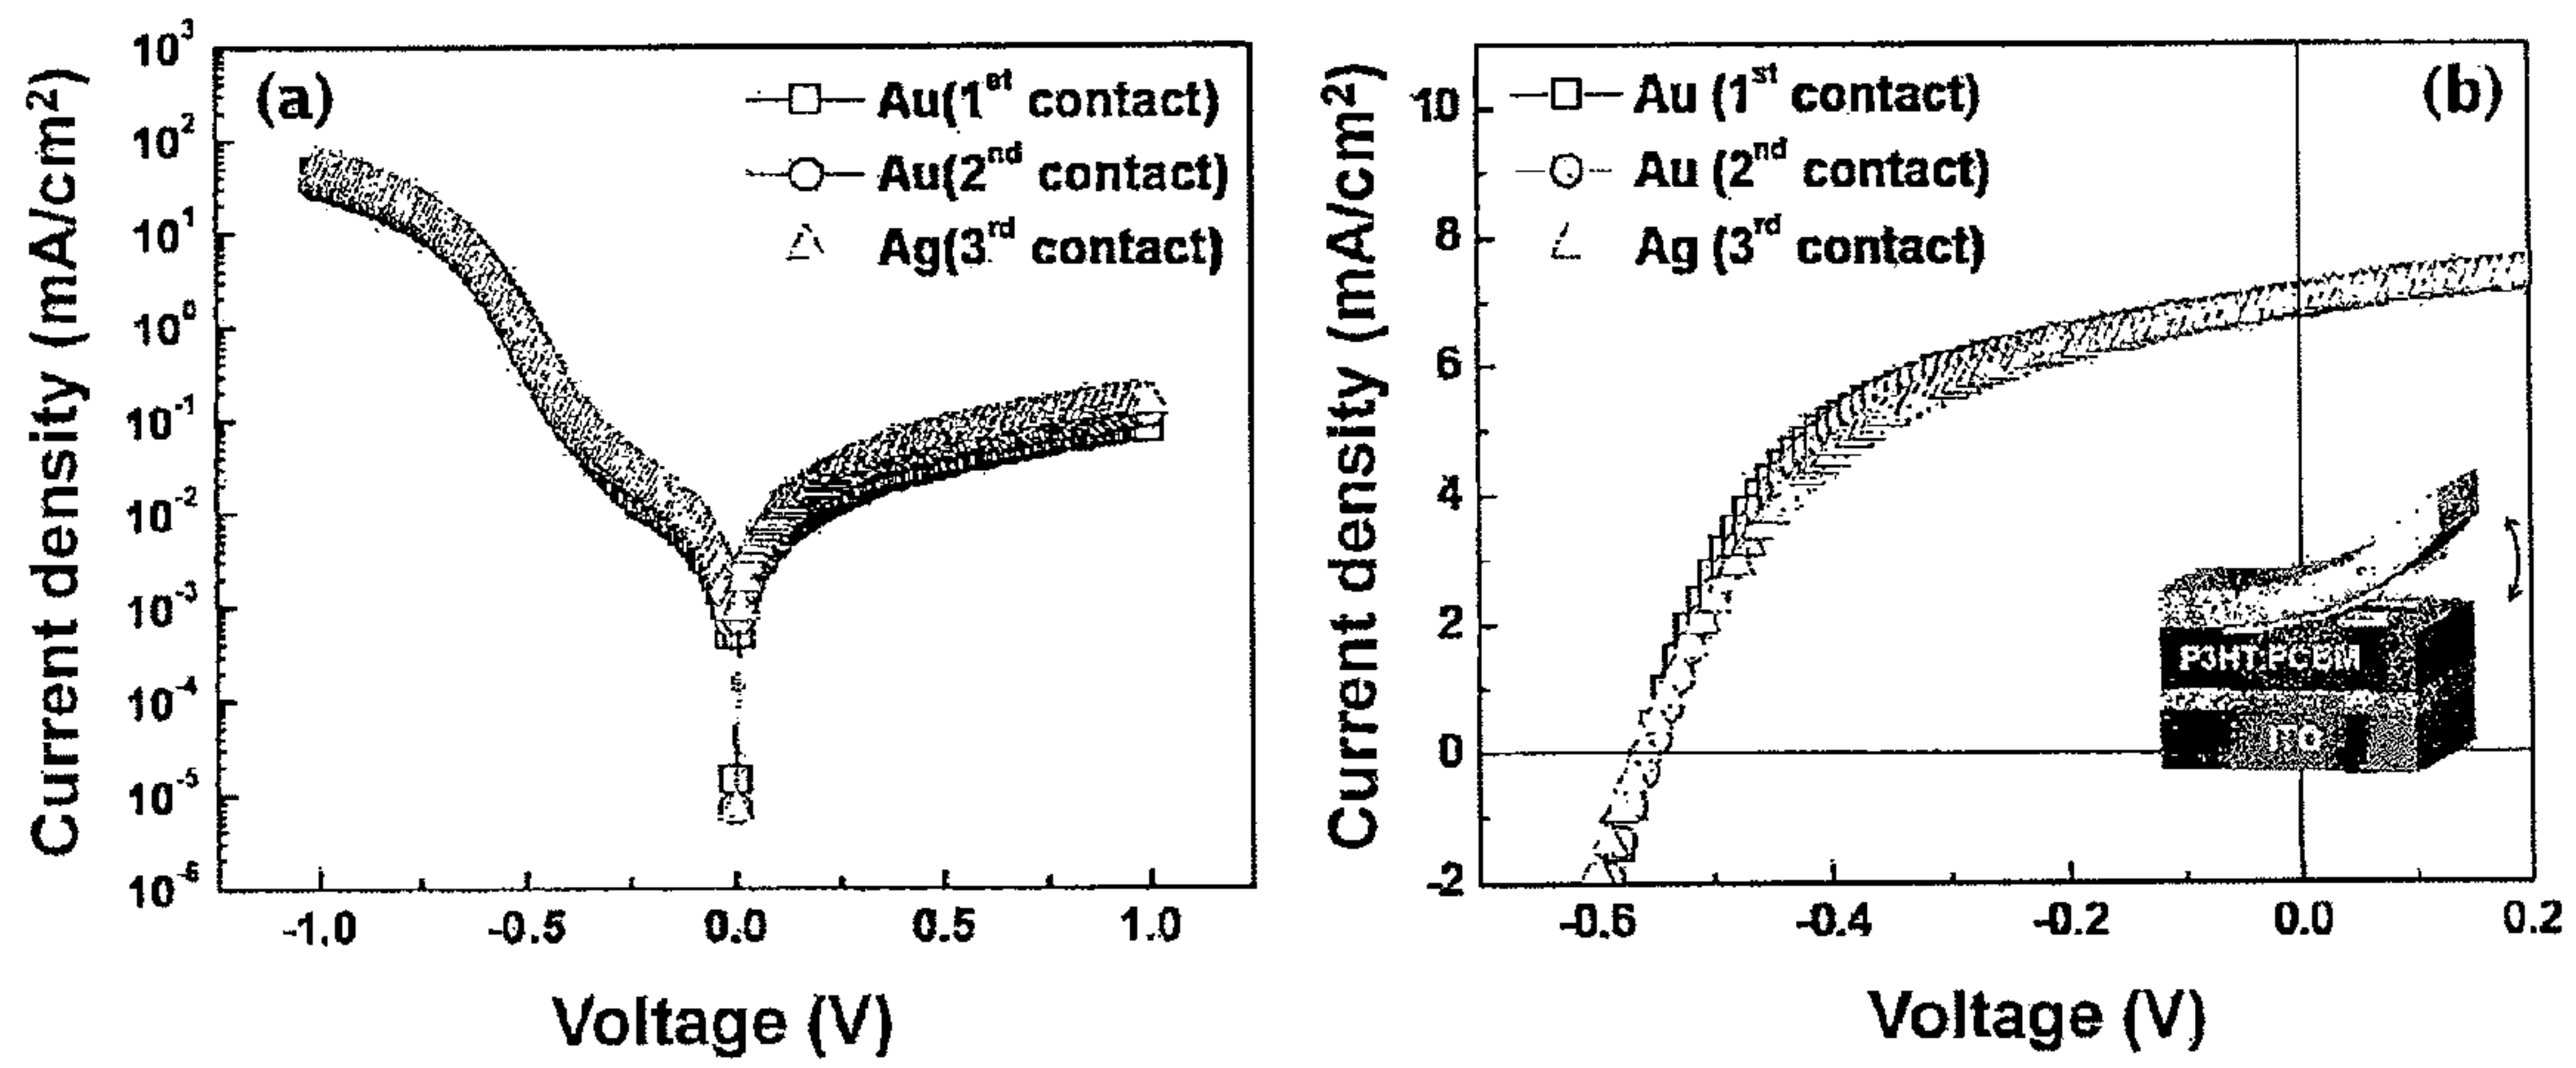 (a)
Au(1st contact)
Au(2nd contact)
Ag(3rd contact)
Current density (mA/cm2)
10^3
10^2
10^1
10^0
10^-1
10^-2
10^-3
10^-4
10^-5
10^-6
-1.0 -0.5 0.0 0.5 1.0
Voltage (V)
(b)
Au (1st contact)
Au (2nd contact)
Ag (3rd contact)
Current density (mA/cm2)
10
8
6
4
2
0
-2
P3HT:PCBM
ITO
-0.6 -0.4 -0.2 0.0 0.2
Voltage (V)